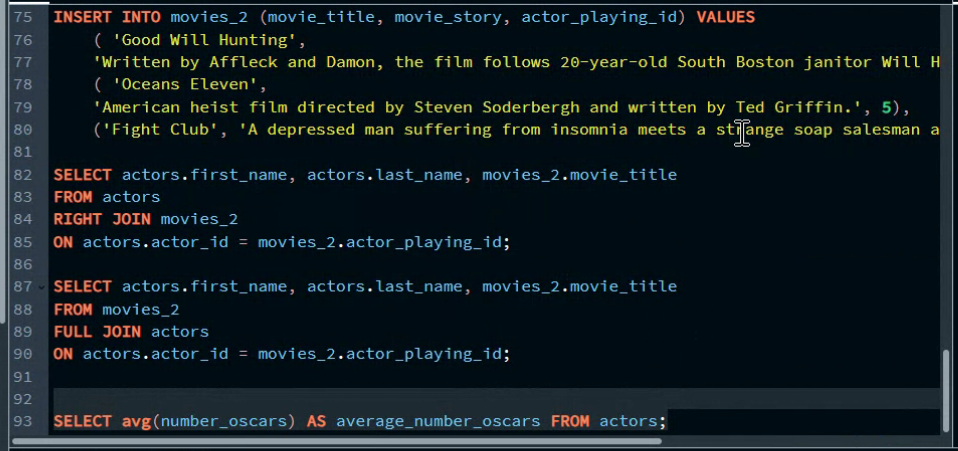 75 INSERT INTO movies_2 (movie_title, movie_story, actor_playing_id) VALUES
76 ( 'Good Will Hunting',
77 'Written by Affleck and Damon, the film follows 20-year-old South Boston janitor Will H
78 ( 'Oceans Eleven',
79 'American heist film directed by Steven Soderbergh and written by Ted Griffin.', 5),
80 ('Fight Club', 'A depressed man suffering from insomnia meets a strange soap salesman a
81
82 SELECT actors.first_name, actors.last_name, movies_2.movie_title
83 FROM actors
84 RIGHT JOIN movies_2
85 ON actors.actor_id = movies_2.actor_playing_id;
86
87 SELECT actors.first_name, actors.last_name, movies_2.movie_title
88 FROM movies_2
89 FULL JOIN actors
90 ON actors.actor_id = movies_2.actor_playing_id;
91
92
93 SELECT avg(number_oscars) AS average_number_oscars FROM actors;